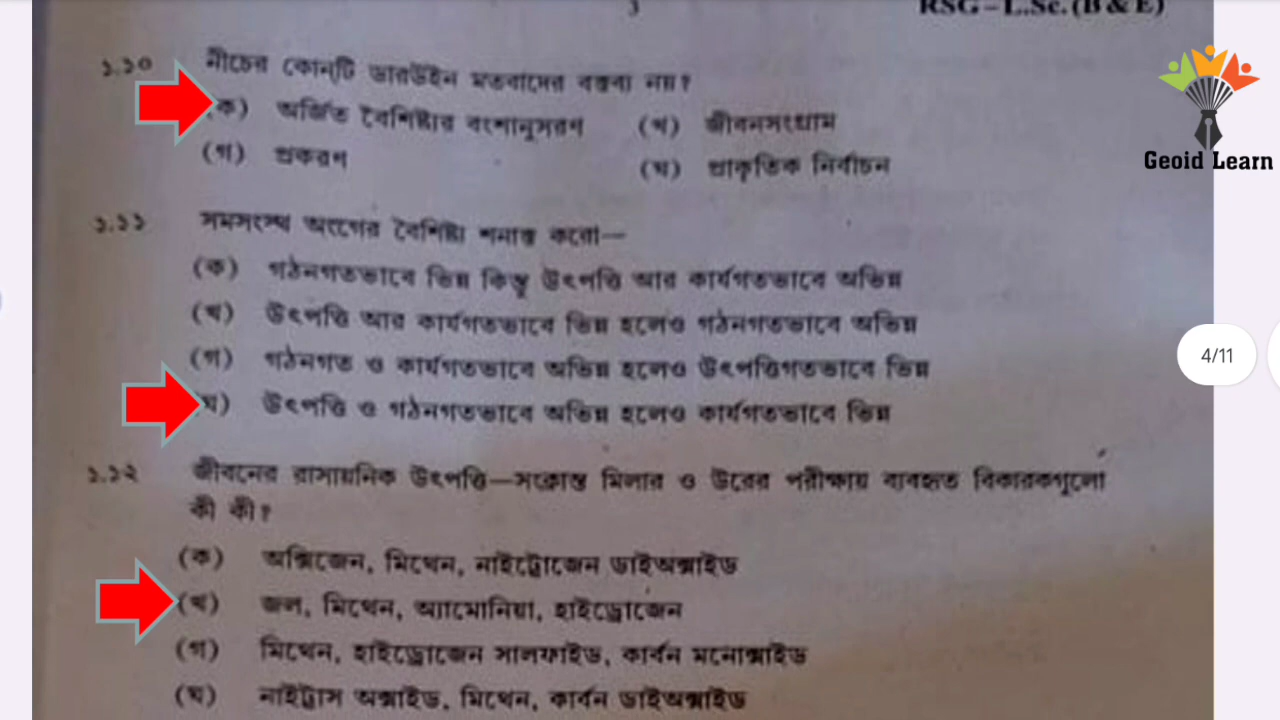 3
RSG–L.Sc. (B & E)
Geoid Learn
১.১০ নীচের কোন্‌টি ডারউইন মতবাদের বক্তব্য নয়?
(ক) অর্জিত বৈশিষ্ট্যের বংশানুসরণ (খ) জীবনসংগ্রাম
(গ) প্রকরণ (ঘ) প্রাকৃতিক নির্বাচন
১.১১ সমসংস্থ অঙ্গের বৈশিষ্ট্য শনাক্ত করো—
(ক) গঠনগতভাবে ভিন্ন কিন্তু উৎপত্তি আর কার্যগতভাবে অভিন্ন
(খ) উৎপত্তি আর কার্যগতভাবে ভিন্ন হলেও গঠনগতভাবে অভিন্ন
4/11
(গ) গঠনগত ও কার্যগতভাবে অভিন্ন হলেও উৎপত্তিগতভাবে ভিন্ন
(ঘ) উৎপত্তি ও গঠনগতভাবে অভিন্ন হলেও কার্যগতভাবে ভিন্ন
১.১২ জীবনের রাসায়নিক উৎপত্তি—সংক্রান্ত মিলার ও উরের পরীক্ষায় ব্যবহৃত বিকারকগুলো
কী কী?
(ক) অক্সিজেন, মিথেন, নাইট্রোজেন ডাইঅক্সাইড
(খ) জল, মিথেন, অ্যামোনিয়া, হাইড্রোজেন
(গ) মিথেন, হাইড্রোজেন সালফাইড, কার্বন মনোক্সাইড
(ঘ) নাইট্রাস অক্সাইড, মিথেন, কার্বন ডাইঅক্সাইড